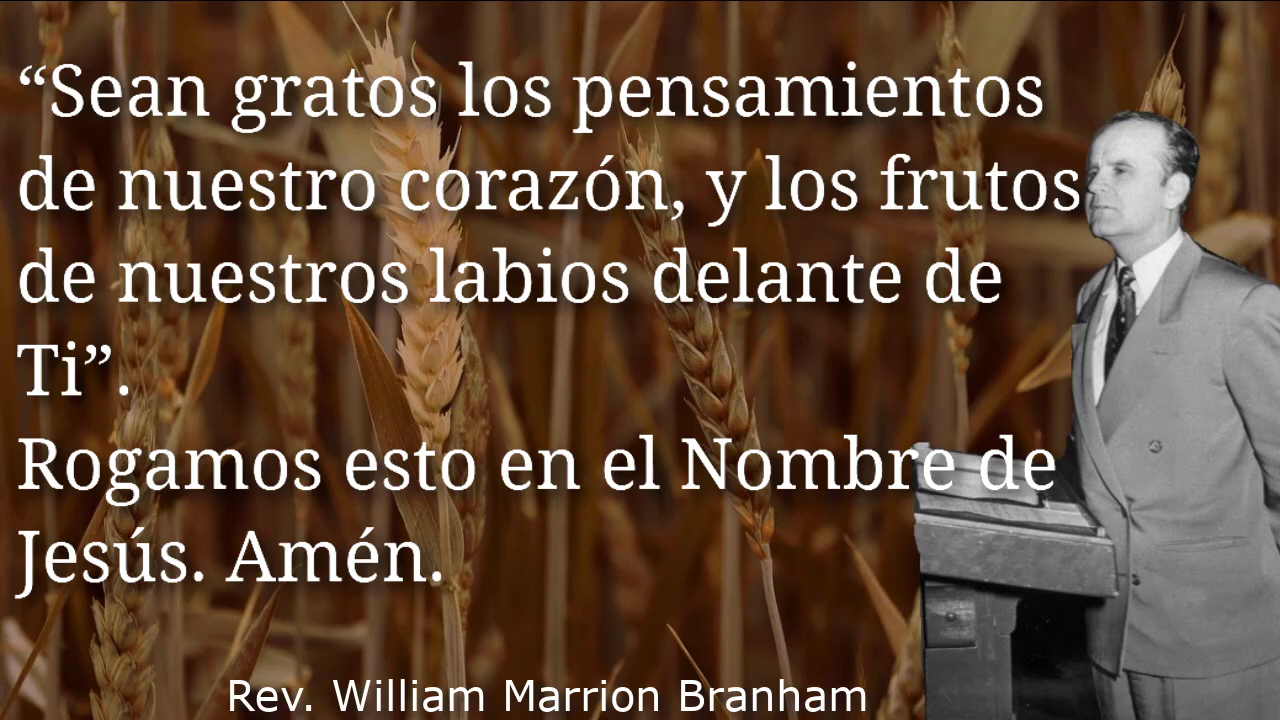 “Sean gratos los pensamientos
de nuestro corazón, y los frutos
de nuestros labios delante de
Ti”.
Rogamos esto en el Nombre de
Jesús. Amén.
Rev. William Marrion Branham